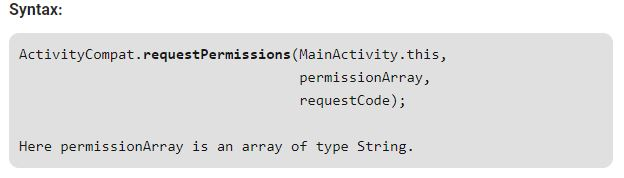 Syntax:
ActivityCompat.requestPermissions(MainActivity.this,
permissionArray,
requestCode);
Here permissionArray is an array of type String.